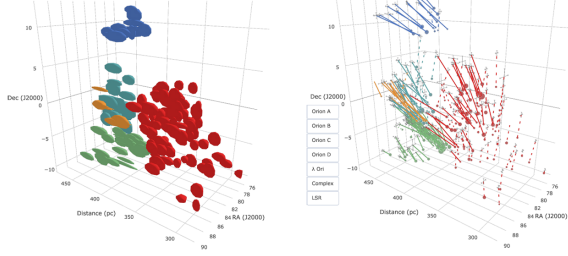 10
5
Dec (J2000)
0
−5
−10
450
400
Distance (pc)
350
300
76
78
80
82
84 RA (J2000)
86
88
90
10
5
Dec (J2000)
0
−5
−10
Orion A
Orion B
Orion C
Orion D
λ Ori
Complex
LSR
450
400
Distance (pc)
350
300
76
78
80
82
84 RA (J2000)
86
88
90